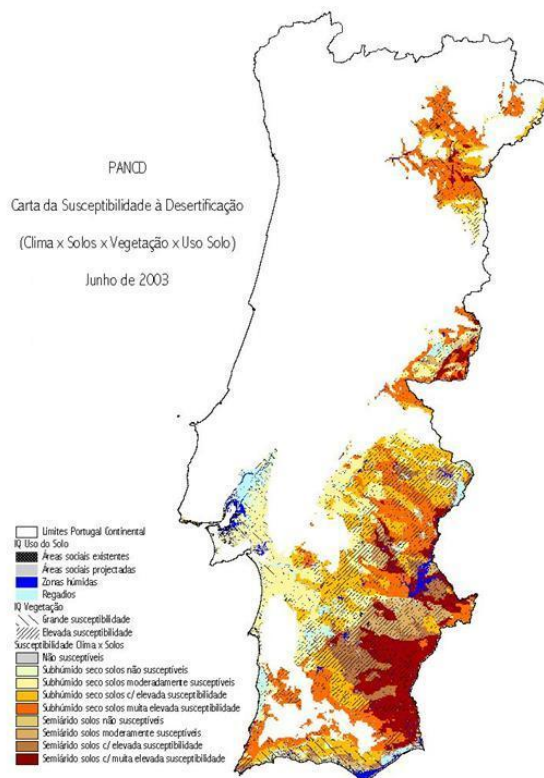 PANCD
Carta da Susceptibilidade à Desertificação
(Clima x Solos x Vegetação x Uso Solo)
Junho de 2003
Limites Portugal Continental
IQ Uso do Solo
Áreas sociais existentes
Áreas sociais projectadas
Zonas húmidas
Regadios
IQ Vegetação
Grande susceptibilidade
Elevada susceptibilidade
Susceptibilidade Clima x Solos
Não susceptíveis
Subhúmido seco solos não susceptíveis
Subhúmido seco solos moderadamente susceptíveis
Subhúmido seco solos c/ elevada susceptibilidade
Subhúmido seco solos muita elevada susceptibilidade
Semiárido solos não susceptíveis
Semiárido solos moderamente susceptíveis
Semiárido solos c/ elevada susceptibilidade
Semiárido solos c/ muita elevada susceptibilidade